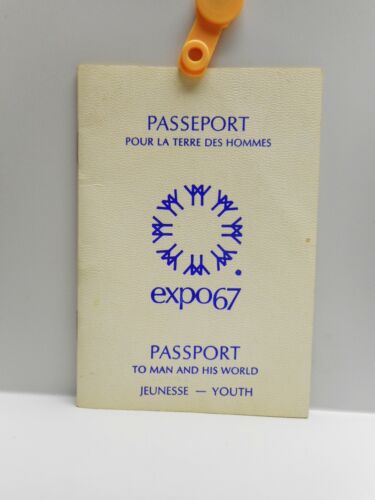 PASSEPORT
POUR LA TERRE DES HOMMES
expo67
PASSPORT
TO MAN AND HIS WORLD
JEUNESSE — YOUTH